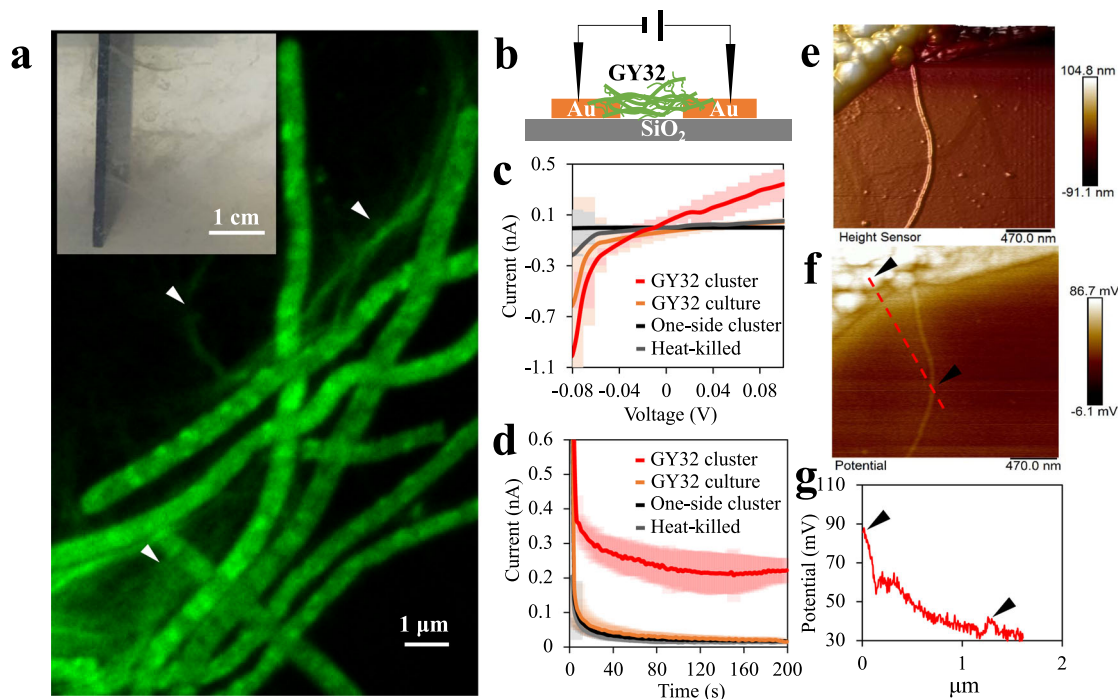 a
1 cm
1 μm
b
GY32
Au
Au
SiO₂
c
Current (nA)
0.5
0.1
-0.3
-0.7
-1.1
GY32 cluster
GY32 culture
One-side cluster
Heat-killed
-0.08
-0.04
0
0.04
0.08
Voltage (V)
d
Current (nA)
0.6
0.5
0.4
0.3
0.2
0.1
0
GY32 cluster
GY32 culture
One-side cluster
Heat-killed
0
40
80
120
160
200
Time (s)
e
104.8 nm
-91.1 nm
Height Sensor
470.0 nm
f
86.7 mV
-6.1 mV
Potential
470.0 nm
g
Potential (mV)
110
90
70
50
30
0
1
2
μm